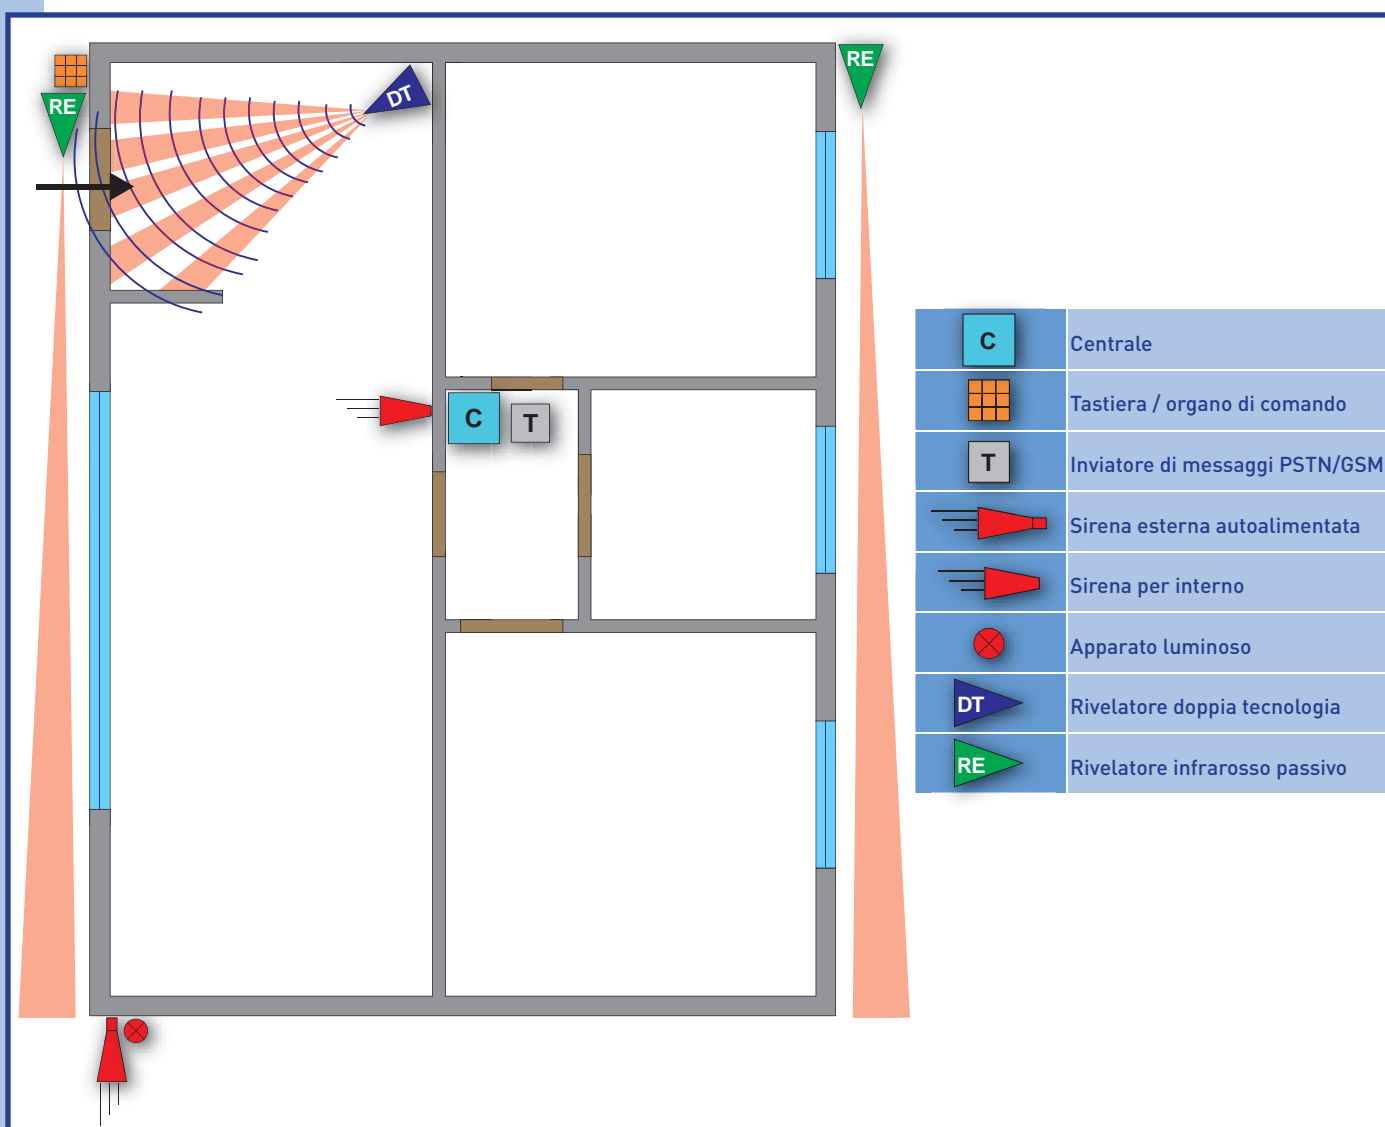 RE
RE
DT
C
T
C Centrale
Tastiera / organo di comando
T Inviatore di messaggi PSTN/GSM
Sirena esterna autoalimentata
Sirena per interno
Apparato luminoso
DT Rivelatore doppia tecnologia
RE Rivelatore infrarosso passivo